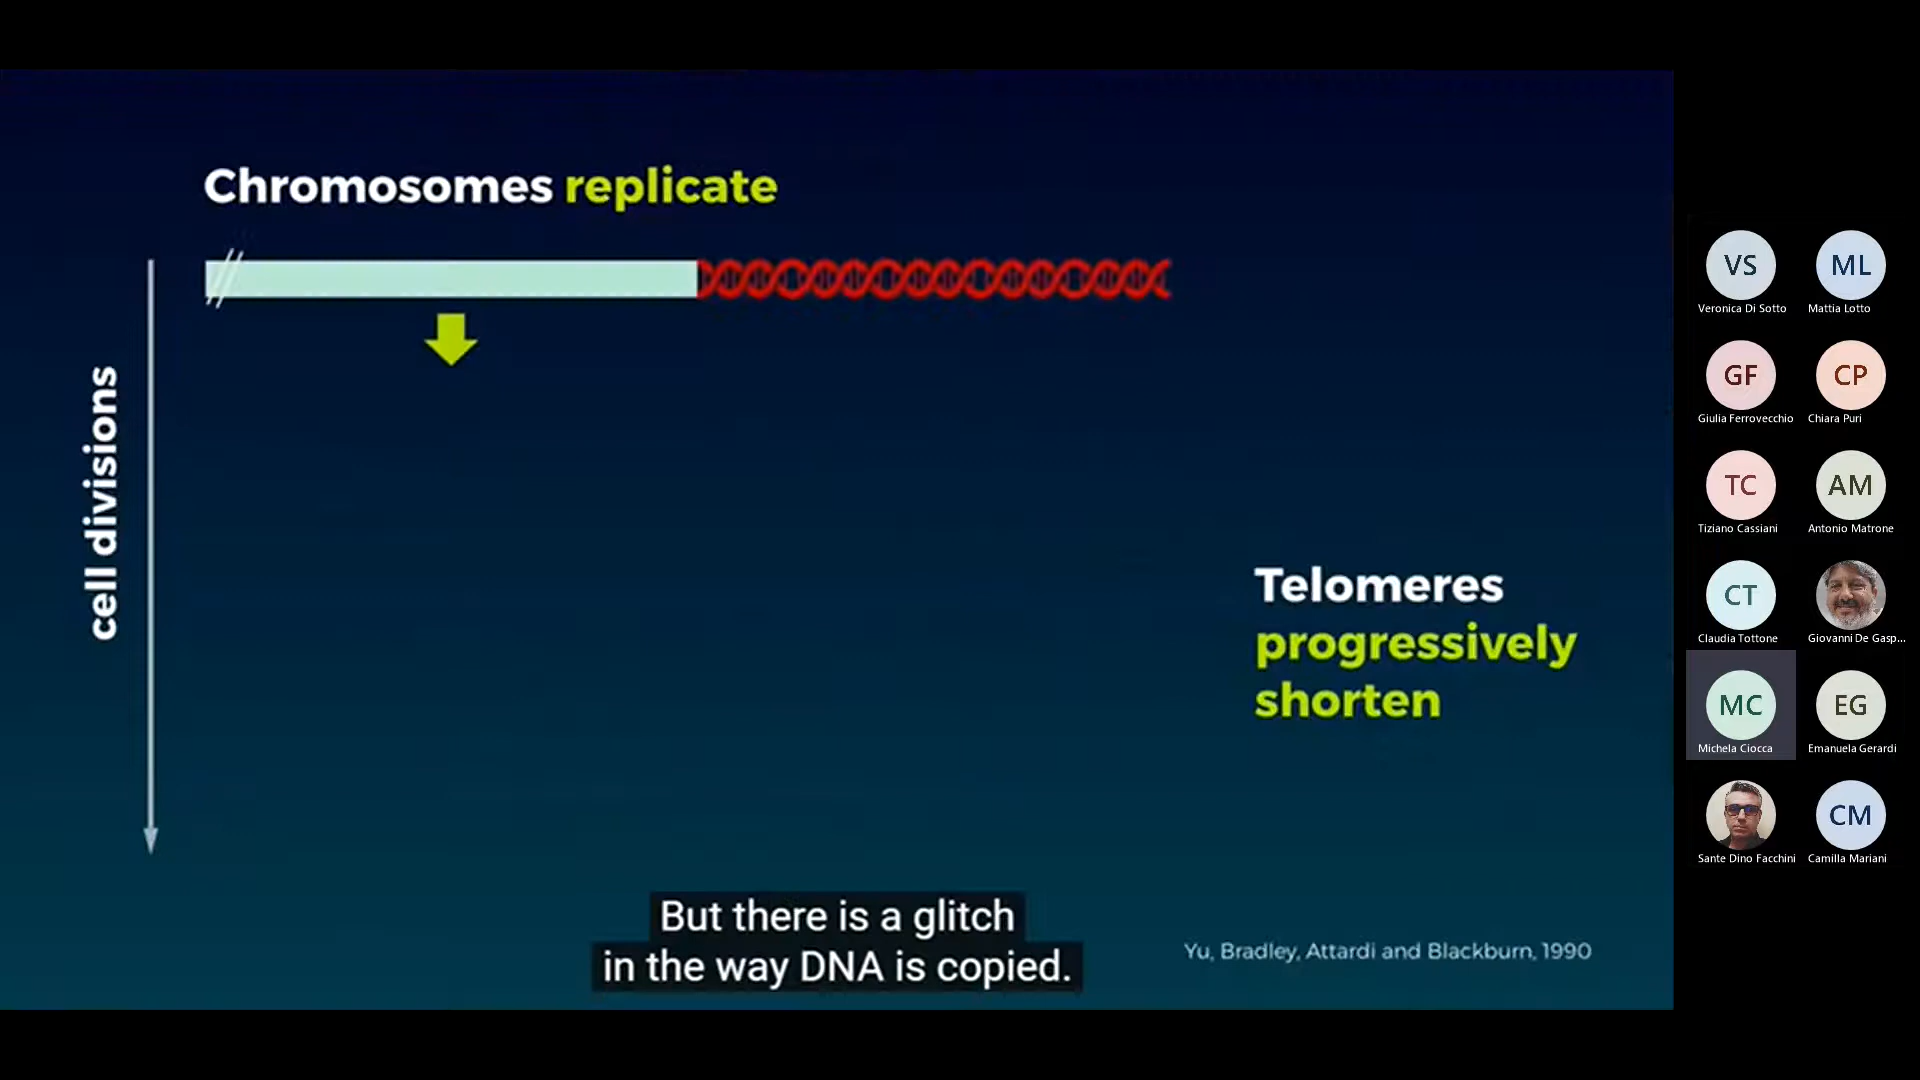 Chromosomes replicate
cell divisions
Telomeres
progressively
shorten
But there is a glitch
in the way DNA is copied.
Yu, Bradley, Attardi and Blackburn, 1990
VS
Veronica Di Sotto
ML
Mattia Lotto
GF
Giulia Ferrovecchio
CP
Chiara Puri
TC
Tiziano Cassiani
AM
Antonio Matrone
CT
Claudia Tottone
Giovanni De Gasp...
MC
Michela Ciocca
EG
Emanuela Gerardi
Sante Dino Facchini
CM
Camilla Mariani